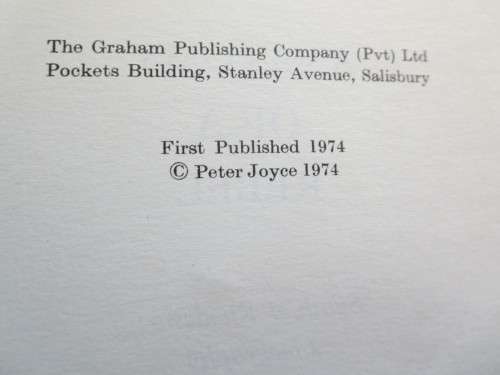 The Graham Publishing Company (Pvt) Ltd
Pockets Building, Stanley Avenue, Salisbury
First Published 1974
© Peter Joyce 1974